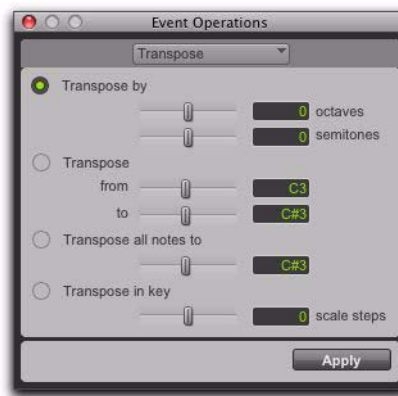 Event Operations
Transpose
Transpose by
0 octaves
0 semitones
Transpose
from C3
to C#3
Transpose all notes to
C#3
Transpose in key
0 scale steps
Apply